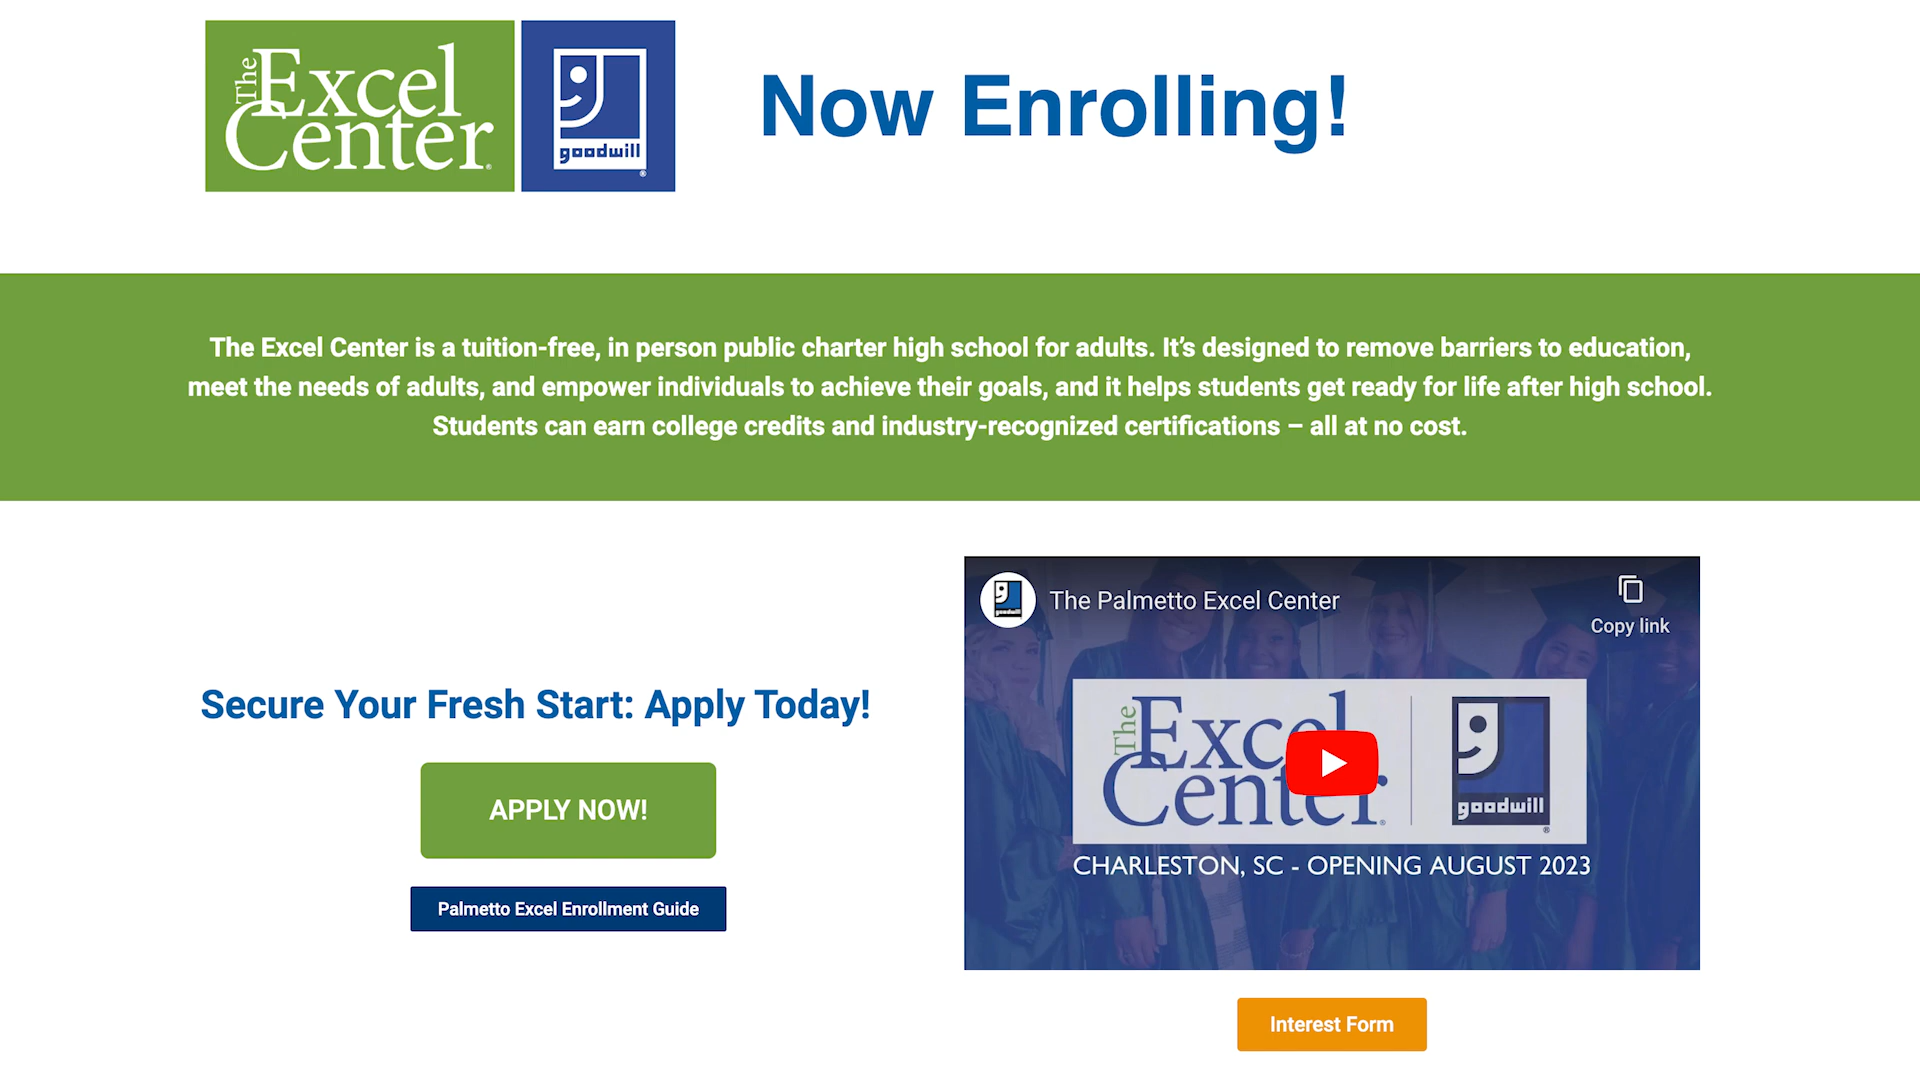 The
Excel
Center®
goodwill®
Now Enrolling!
The Excel Center is a tuition-free, in person public charter high school for adults. It’s designed to remove barriers to education,
meet the needs of adults, and empower individuals to achieve their goals, and it helps students get ready for life after high school.
Students can earn college credits and industry-recognized certifications – all at no cost.
Secure Your Fresh Start: Apply Today!
APPLY NOW!
Palmetto Excel Enrollment Guide
goodwill
The Palmetto Excel Center
Copy link
The
Excel
Center®
goodwill®
CHARLESTON, SC - OPENING AUGUST 2023
Interest Form